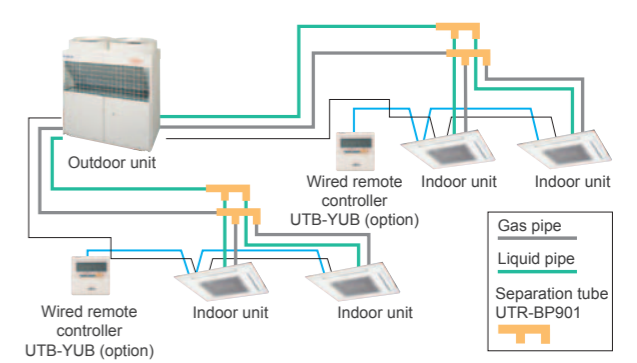 Outdoor unit
Wired remote
controller
UTB-YUB (option)
Indoor unit
Indoor unit
Gas pipe
Liquid pipe
Separation tube
UTR-BP901
Wired remote
controller
UTB-YUB (option)
Indoor unit
Indoor unit